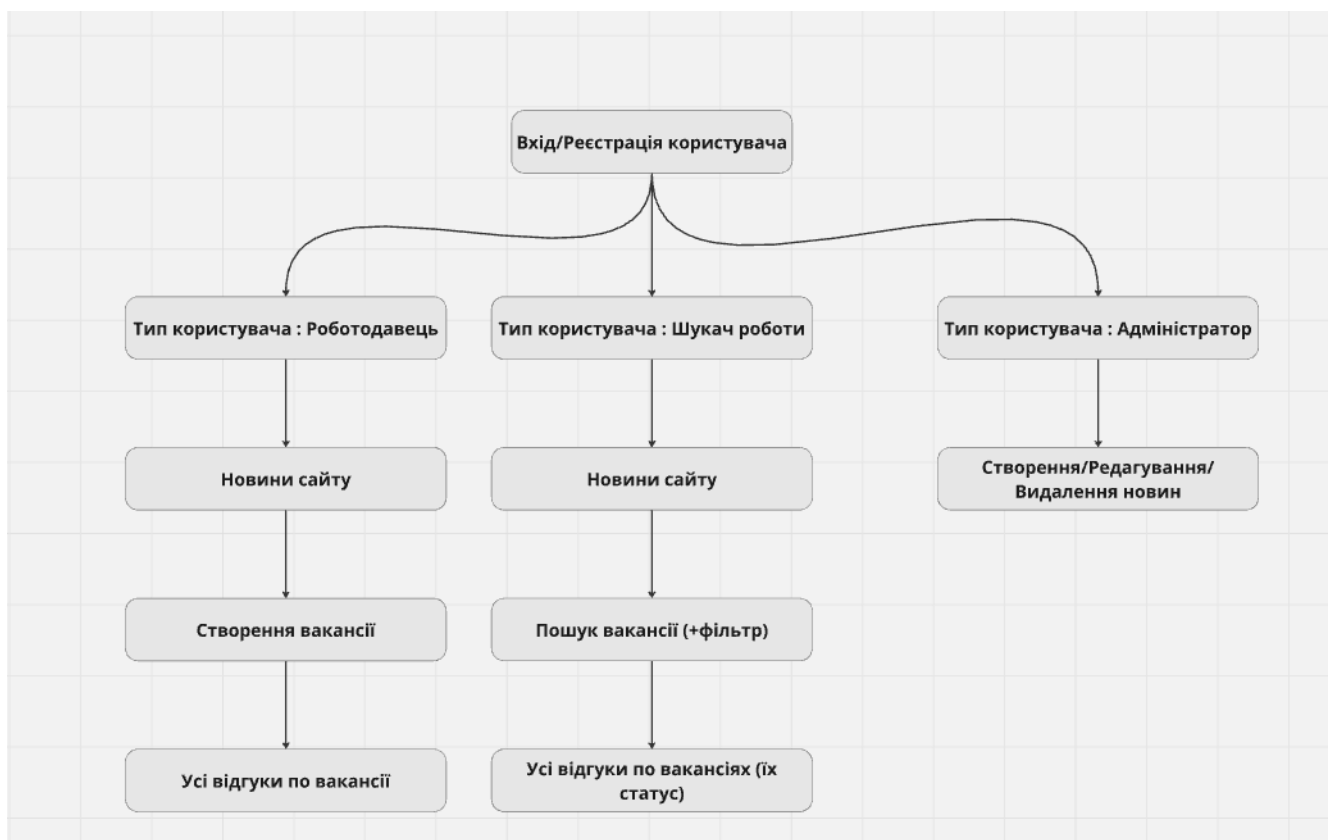 Вхід/Реєстрація користувача
Тип користувача : Роботодавець
Тип користувача : Шукач роботи
Тип користувача : Адміністратор
Новини сайту
Новини сайту
Створення/Редагування/
Видалення новин
Створення вакансії
Пошук вакансії (+фільтр)
Усі відгуки по вакансії
Усі відгуки по вакансіях (їх
статус)